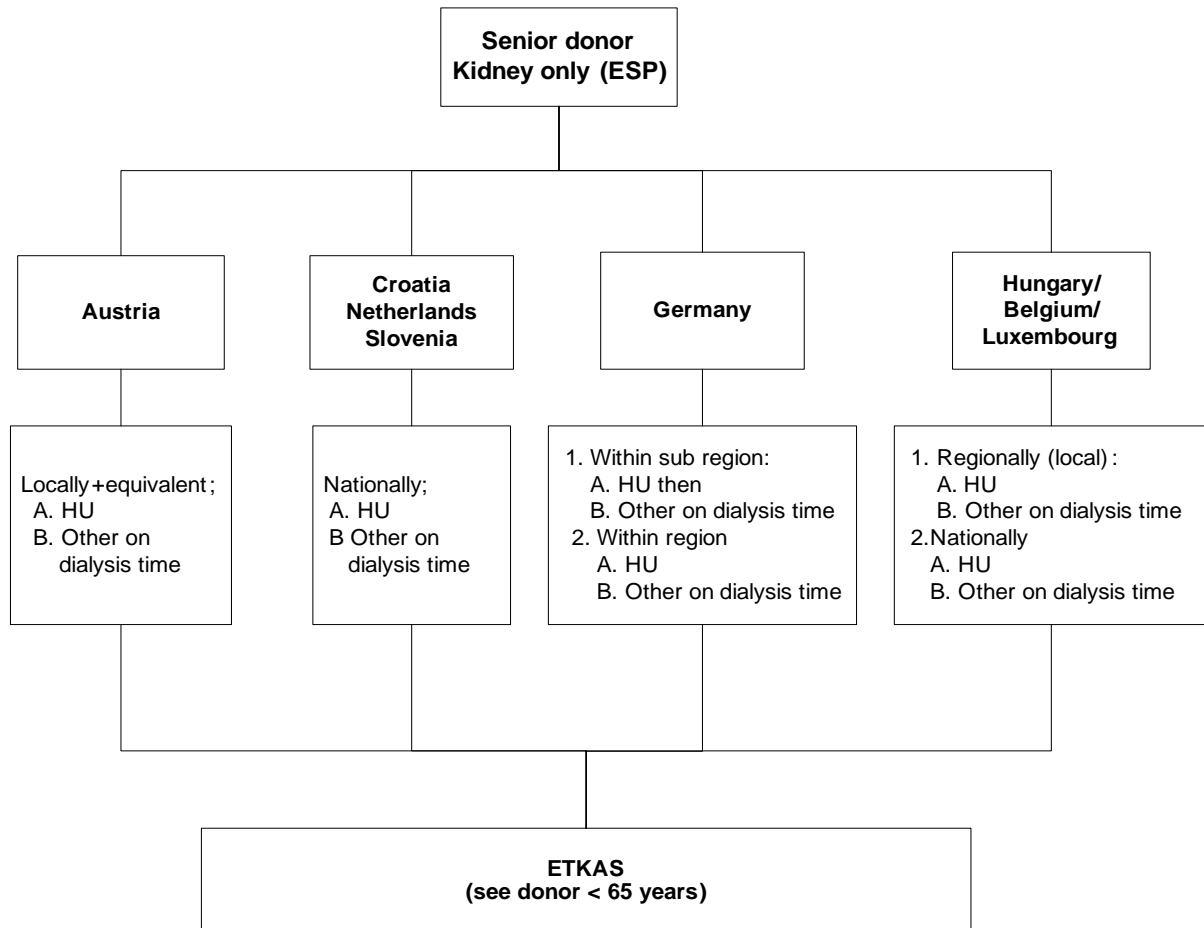 Senior donor
Kidney only (ESP)
Austria
Croatia
Netherlands
Slovenia
Germany
Hungary/
Belgium/
Luxembourg
Locally+equivalent;
A. HU
B. Other on
dialysis time
Nationally;
A. HU
B Other on
dialysis time
1. Within sub region:
A. HU then
B. Other on dialysis time
2. Within region
A. HU
B. Other on dialysis time
1. Regionally (local) :
A. HU
B. Other on dialysis time
2.Nationally
A. HU
B. Other on dialysis time
ETKAS
(see donor < 65 years)